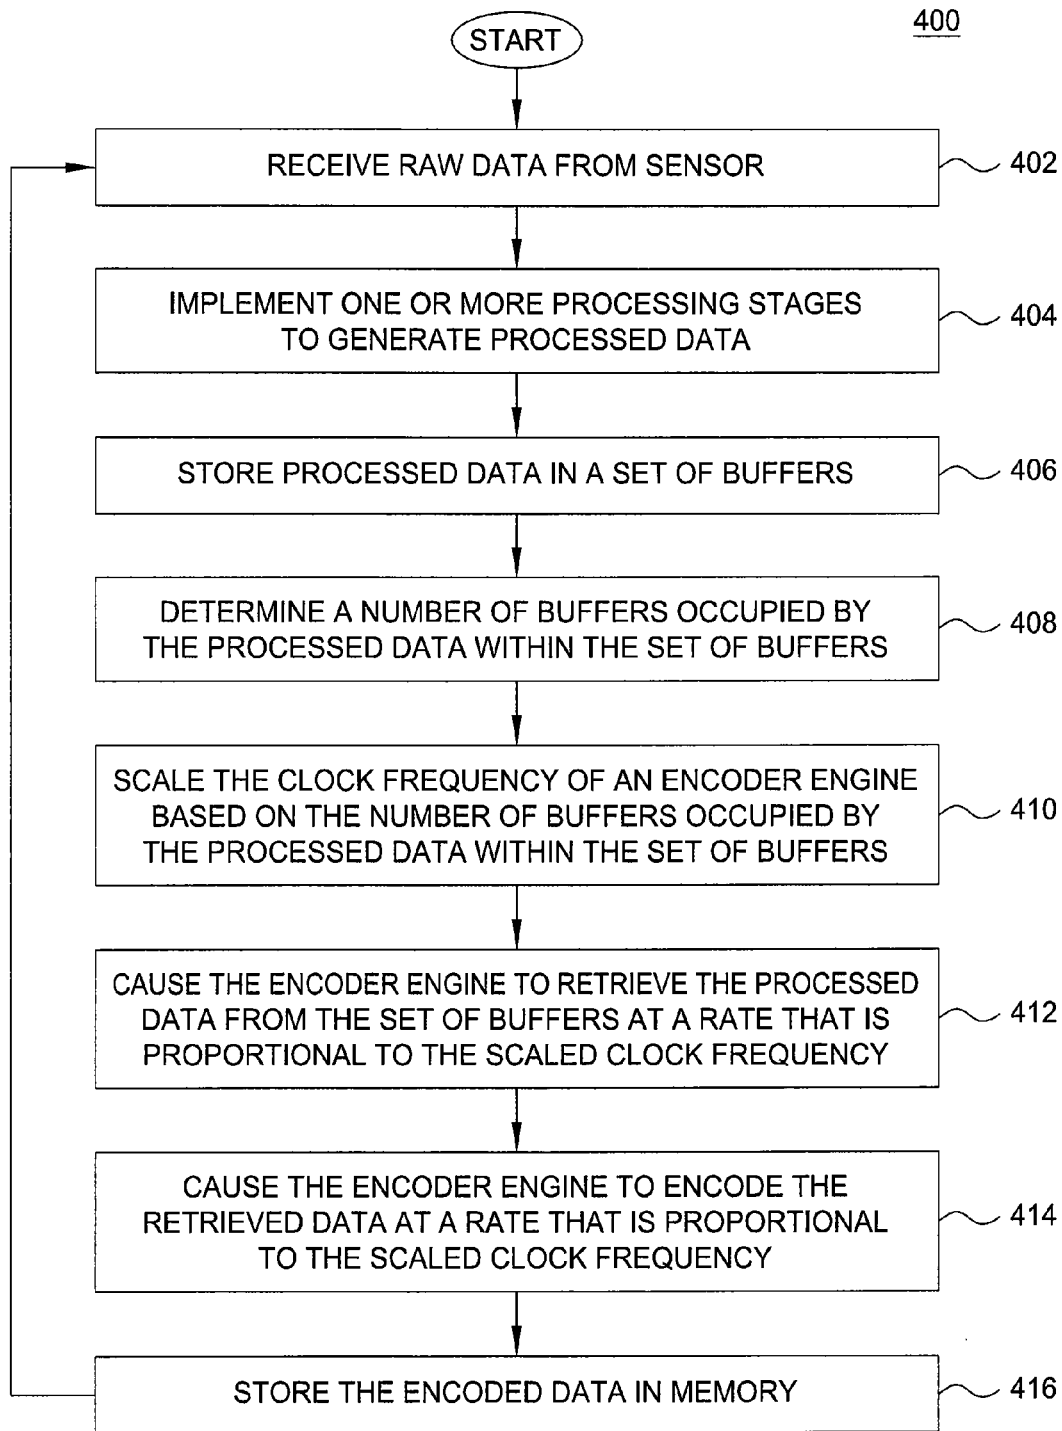 400
START
RECEIVE RAW DATA FROM SENSOR
402
IMPLEMENT ONE OR MORE PROCESSING STAGES
TO GENERATE PROCESSED DATA
404
STORE PROCESSED DATA IN A SET OF BUFFERS
406
DETERMINE A NUMBER OF BUFFERS OCCUPIED BY
THE PROCESSED DATA WITHIN THE SET OF BUFFERS
408
SCALE THE CLOCK FREQUENCY OF AN ENCODER ENGINE
BASED ON THE NUMBER OF BUFFERS OCCUPIED BY
THE PROCESSED DATA WITHIN THE SET OF BUFFERS
410
CAUSE THE ENCODER ENGINE TO RETRIEVE THE PROCESSED
DATA FROM THE SET OF BUFFERS AT A RATE THAT IS
PROPORTIONAL TO THE SCALED CLOCK FREQUENCY
412
CAUSE THE ENCODER ENGINE TO ENCODE THE
RETRIEVED DATA AT A RATE THAT IS PROPORTIONAL
TO THE SCALED CLOCK FREQUENCY
414
STORE THE ENCODED DATA IN MEMORY
416